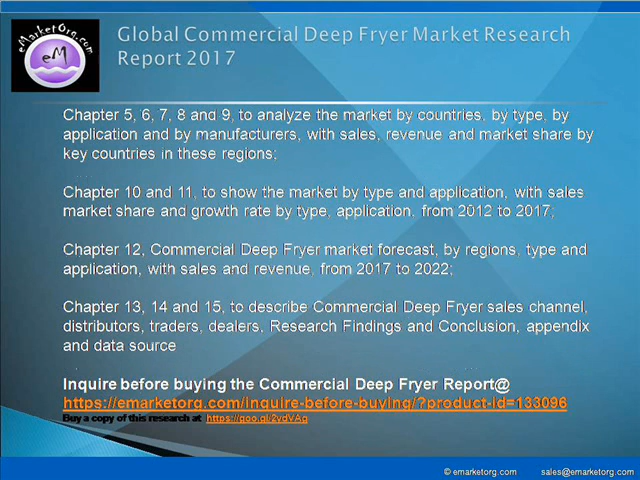 eMarketOrg.com
eM
Global Commercial Deep Fryer Market Research
Report 2017
Chapter 5, 6, 7, 8 and 9, to analyze the market by countries, by type, by
application and by manufacturers, with sales, revenue and market share by
key countries in these regions;
Chapter 10 and 11, to show the market by type and application, with sales
market share and growth rate by type, application, from 2012 to 2017;
Chapter 12, Commercial Deep Fryer market forecast, by regions, type and
application, with sales and revenue, from 2017 to 2022;
Chapter 13, 14 and 15, to describe Commercial Deep Fryer sales channel,
distributors, traders, dealers, Research Findings and Conclusion, appendix
and data source
Inquire before buying the Commercial Deep Fryer Report@
https://emarketorg.com/inquire-before-buying/?product-id=133096
Buy a copy of this research at https://goo.gl/2vdVAg
© emarketorg.com sales@emarketorg.com